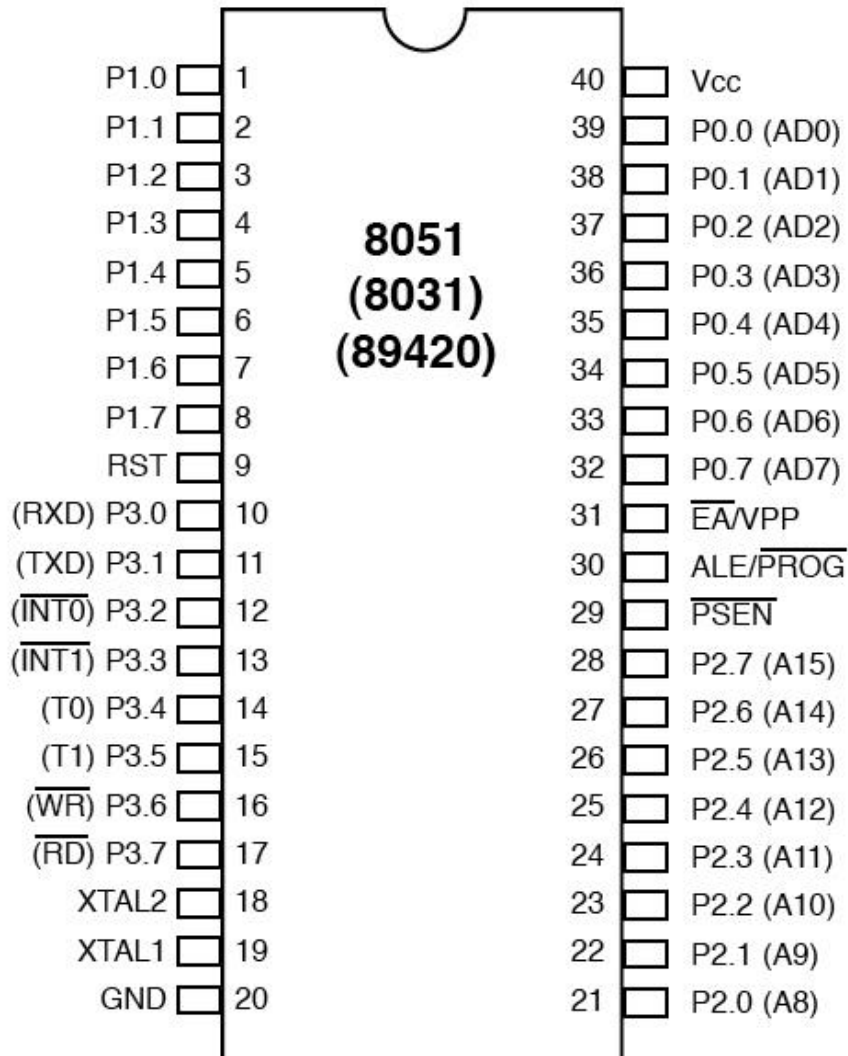 P1.0 1 40 Vcc
P1.1 2 39 P0.0 (AD0)
P1.2 3 38 P0.1 (AD1)
P1.3 4 37 P0.2 (AD2)
P1.4 5 36 P0.3 (AD3)
P1.5 6 35 P0.4 (AD4)
P1.6 7 34 P0.5 (AD5)
P1.7 8 33 P0.6 (AD6)
RST 9 32 P0.7 (AD7)
(RXD) P3.0 10 31 E̅A̅/VPP
(TXD) P3.1 11 30 ALE/P̅R̅O̅G̅
(I̅N̅T̅0̅) P3.2 12 29 P̅S̅E̅N̅
(I̅N̅T̅1̅) P3.3 13 28 P2.7 (A15)
(T0) P3.4 14 27 P2.6 (A14)
(T1) P3.5 15 26 P2.5 (A13)
(W̅R̅) P3.6 16 25 P2.4 (A12)
(R̅D̅) P3.7 17 24 P2.3 (A11)
XTAL2 18 23 P2.2 (A10)
XTAL1 19 22 P2.1 (A9)
GND 20 21 P2.0 (A8)
8051
(8031)
(89420)